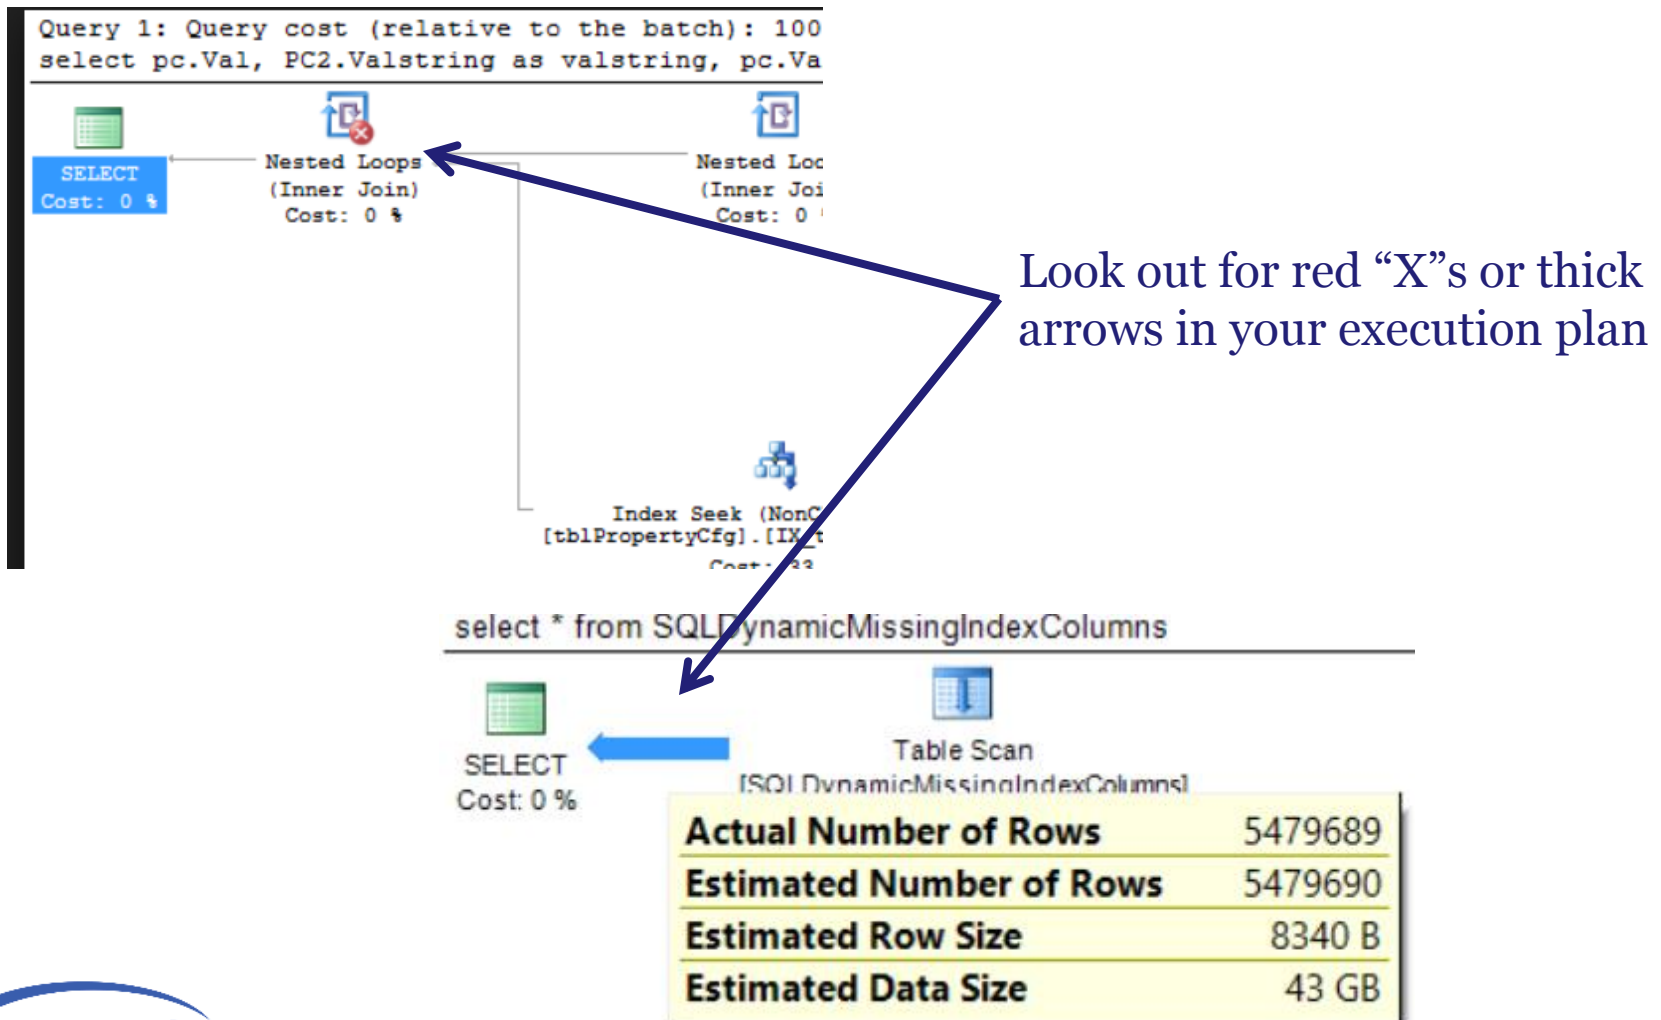 Query 1: Query cost (relative to the batch): 100
select pc.Val, PC2.Valstring as valstring, pc.Va
SELECT
Cost: 0 %
Nested Loops
(Inner Join)
Cost: 0 %
Nested Loo
(Inner Joi
Cost: 0
Look out for red “X”s or thick
arrows in your execution plan
Index Seek (NonC
[tblPropertyCfg].[IX_t
Cost: 33
select * from SQLDynamicMissingIndexColumns
SELECT
Cost: 0 %
Table Scan
[SQLDynamicMissingIndexColumns]
Actual Number of Rows 5479689
Estimated Number of Rows 5479690
Estimated Row Size 8340 B
Estimated Data Size 43 GB